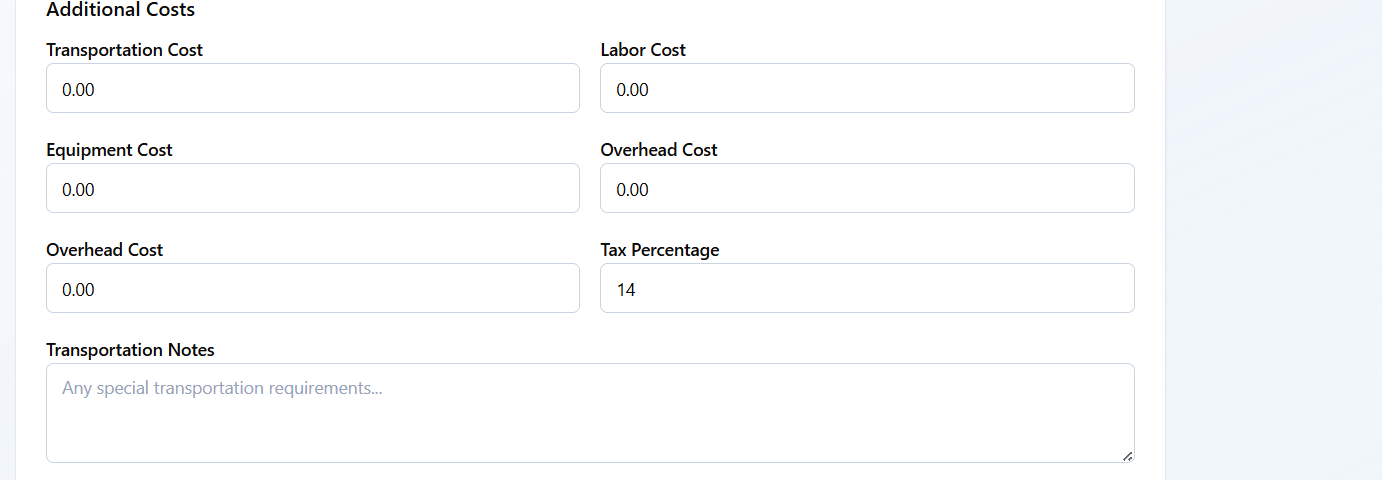 Additional Costs
Transportation Cost
Labor Cost
0.00
0.00
Equipment Cost
Overhead Cost
0.00
0.00
Overhead Cost
Tax Percentage
0.00
14
Transportation Notes
Any special transportation requirements...